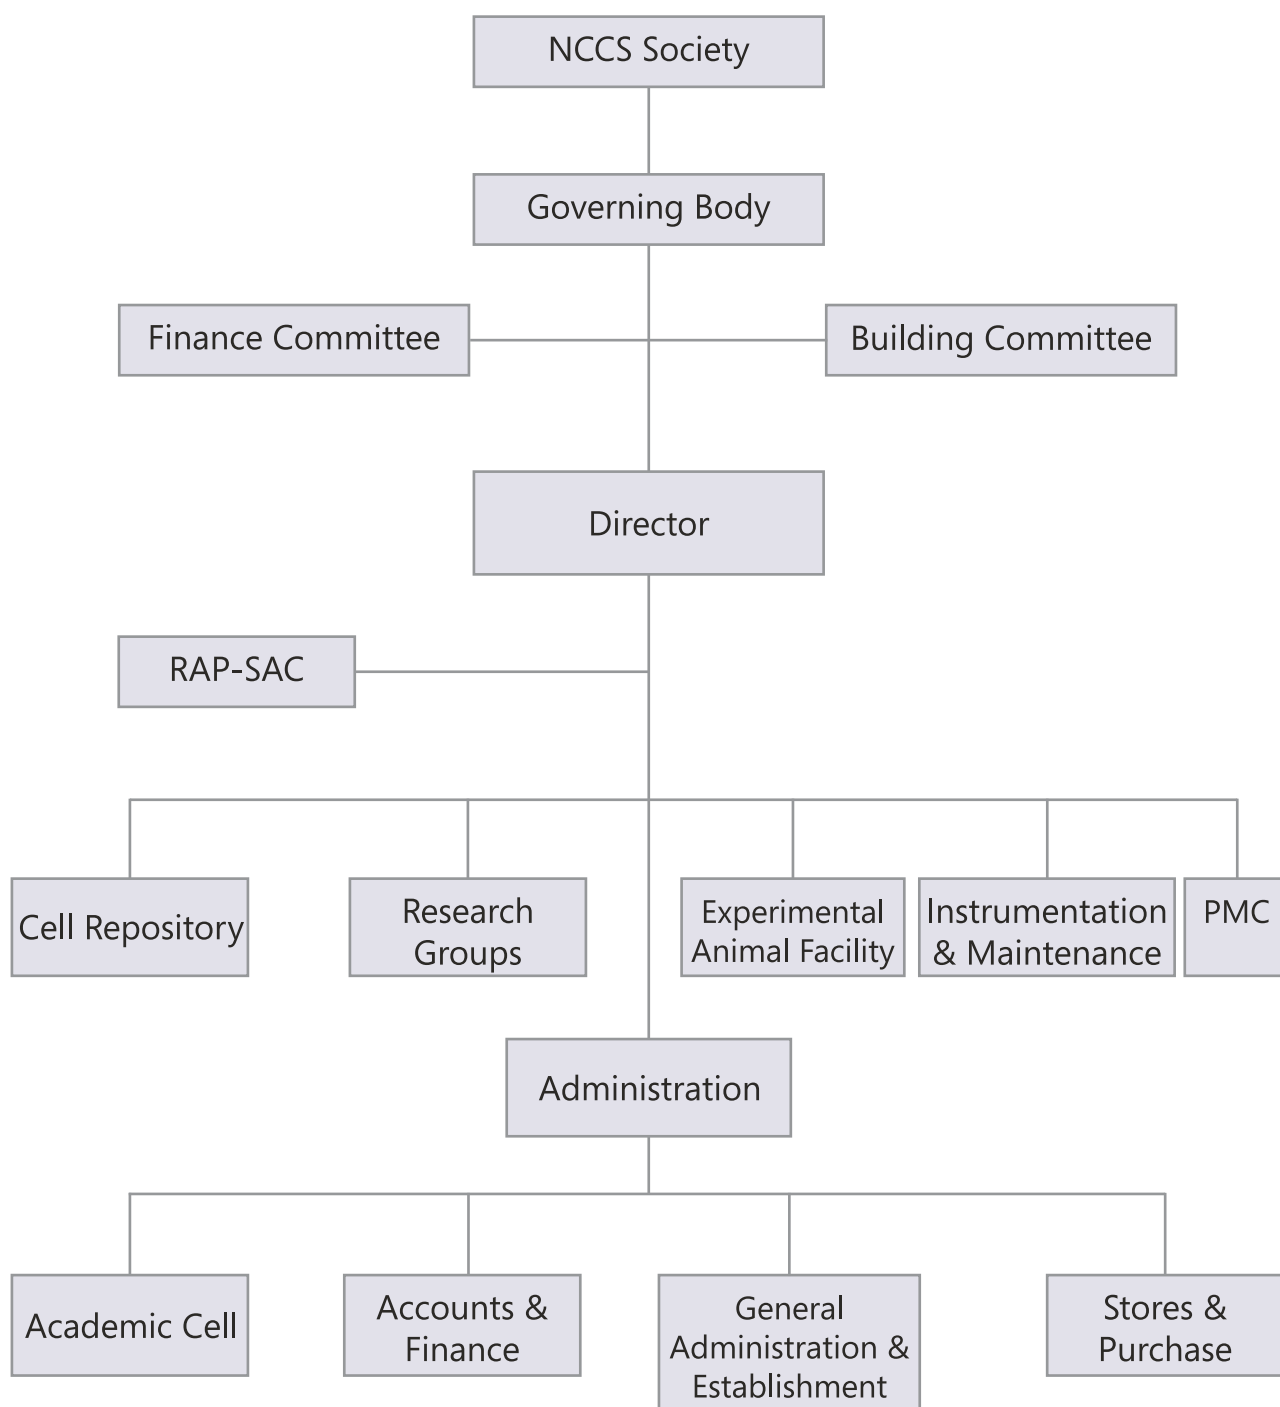 NCCS Society
Governing Body
Finance Committee
Building Committee
Director
RAP-SAC
Cell Repository
Research
Groups
Experimental
Animal Facility
Instrumentation
& Maintenance
PMC
Administration
Academic Cell
Accounts &
Finance
General
Administration &
Establishment
Stores &
Purchase